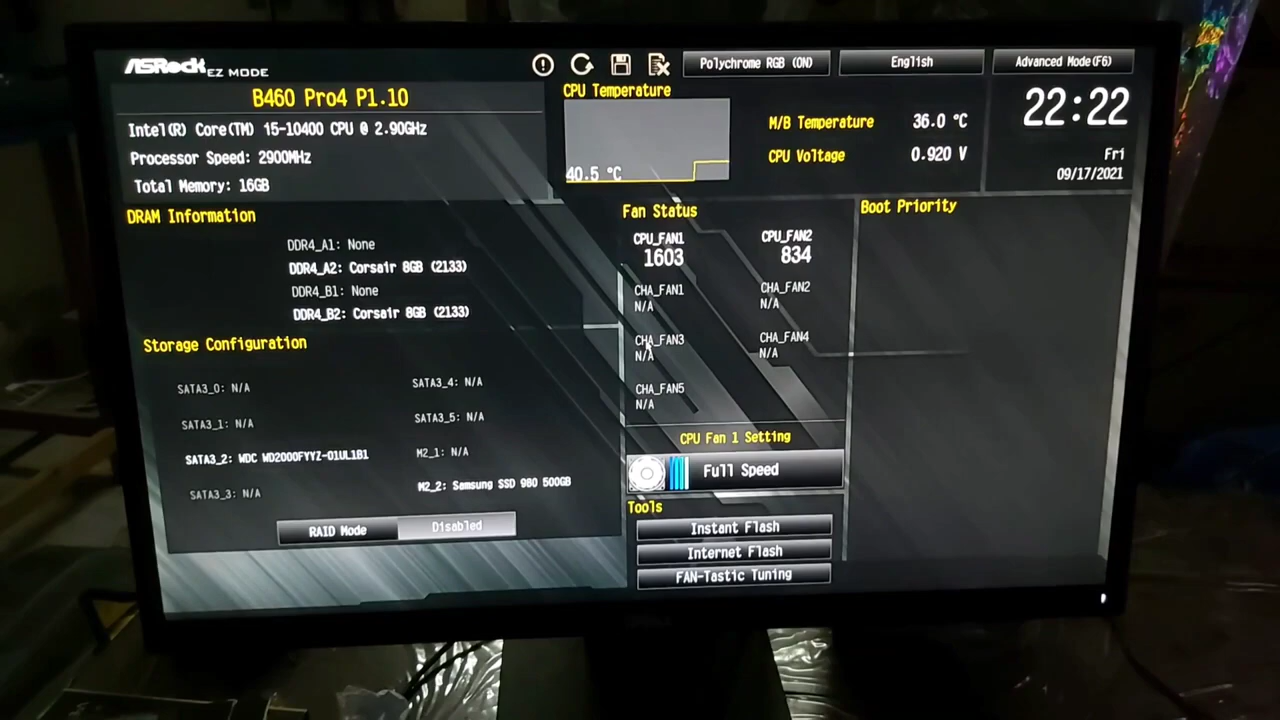 ASRock EZ MODE
Polychrome RGB (ON)
English
Advanced Mode(F6)
B460 Pro4 P1.10
Intel(R) Core(TM) i5-10400 CPU @ 2.90GHz
Processor Speed: 2900MHz
Total Memory: 16GB
CPU Temperature
40.5 °C
M/B Temperature 36.0 °C
CPU Voltage 0.920 V
22:22
Fri
09/17/2021
DRAM Information
DDR4_A1: None
DDR4_A2: Corsair 8GB (2133)
DDR4_B1: None
DDR4_B2: Corsair 8GB (2133)
Storage Configuration
SATA3_0: N/A
SATA3_1: N/A
SATA3_2: WDC WD2000FYYZ-01UL1B1
SATA3_3: N/A
SATA3_4: N/A
SATA3_5: N/A
M2_1: N/A
M2_2: Samsung SSD 980 500GB
RAID Mode Disabled
Fan Status
CPU_FAN1
1603
CPU_FAN2
834
CHA_FAN1
N/A
CHA_FAN2
N/A
CHA_FAN3
N/A
CHA_FAN4
N/A
CHA_FAN5
N/A
CPU Fan 1 Setting
Full Speed
Tools
Instant Flash
Internet Flash
FAN-Tastic Tuning
Boot Priority